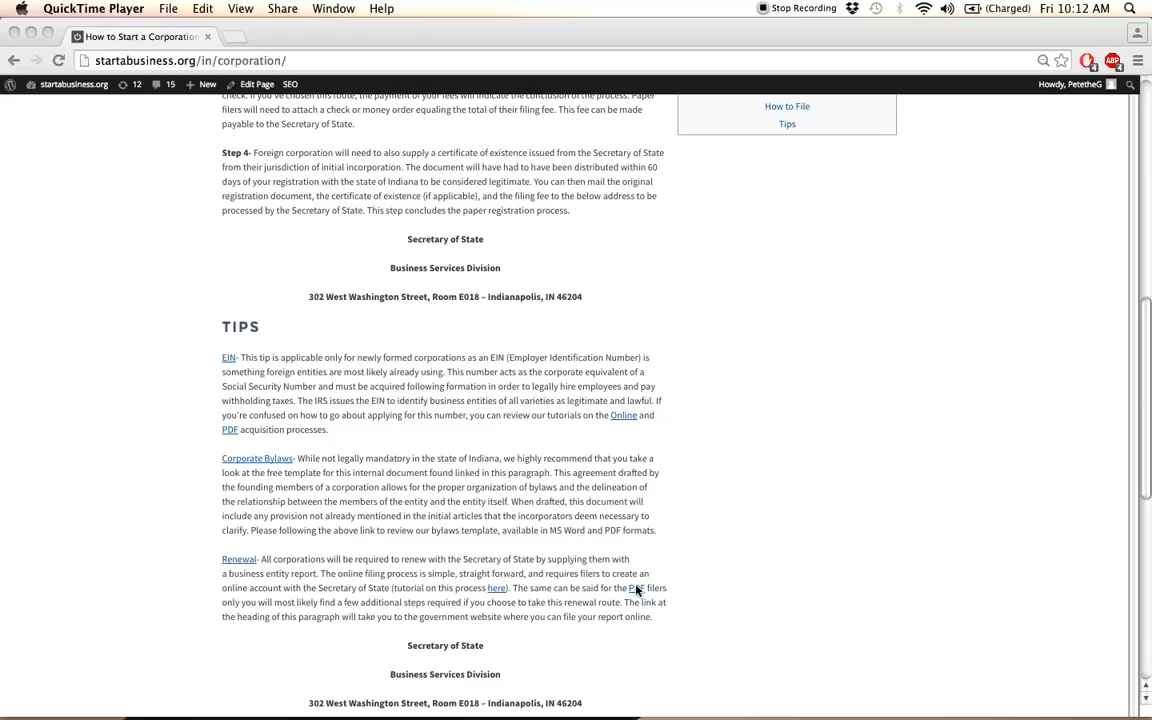 QuickTime Player File Edit View Share Window Help Stop Recording (Charged) Fri 10:12 AM
How to Start a Corporation
startabusiness.org/in/corporation/
startabusiness.org 12 15 + New Edit Page SEO Howdy, PetetheG
payable to the Secretary of State.
filers will need to attach a check or money order equaling the total of their filing fee. This fee can be made
How to File
Tips
Step 4- Foreign corporation will need to also supply a certificate of existence issued from the Secretary of State
from their jurisdiction of initial incorporation. The document will have had to have been distributed within 60
days of your registration with the state of Indiana to be considered legitimate. You can then mail the original
registration document, the certificate of existence (if applicable), and the filing fee to the below address to be
processed by the Secretary of State. This step concludes the paper registration process.
Secretary of State
Business Services Division
302 West Washington Street, Room E018 – Indianapolis, IN 46204
TIPS
EIN- This tip is applicable only for newly formed corporations as an EIN (Employer Identification Number) is
something foreign entities are most likely already using. This number acts as the corporate equivalent of a
Social Security Number and must be acquired following formation in order to legally hire employees and pay
withholding taxes. The IRS issues the EIN to identify business entities of all varieties as legitimate and lawful. If
you're confused on how to go about applying for this number, you can review our tutorials on the Online and
PDF acquisition processes.
Corporate Bylaws- While not legally mandatory in the state of Indiana, we highly recommend that you take a
look at the free template for this internal document found linked in this paragraph. This agreement drafted by
the founding members of a corporation allows for the proper organization of bylaws and the delineation of
the relationship between the members of the entity and the entity itself. When drafted, this document will
include any provision not already mentioned in the initial articles that the incorporators deem necessary to
clarify. Please following the above link to review our bylaws template, available in MS Word and PDF formats.
Renewal- All corporations will be required to renew with the Secretary of State by supplying them with
a business entity report. The online filing process is simple, straight forward, and requires filers to create an
online account with the Secretary of State (tutorial on this process here). The same can be said for the PDF filers
only you will most likely find a few additional steps required if you choose to take this renewal route. The link at
the heading of this paragraph will take you to the government website where you can file your report online.
Secretary of State
Business Services Division
302 West Washington Street, Room E018 – Indianapolis, IN 46204